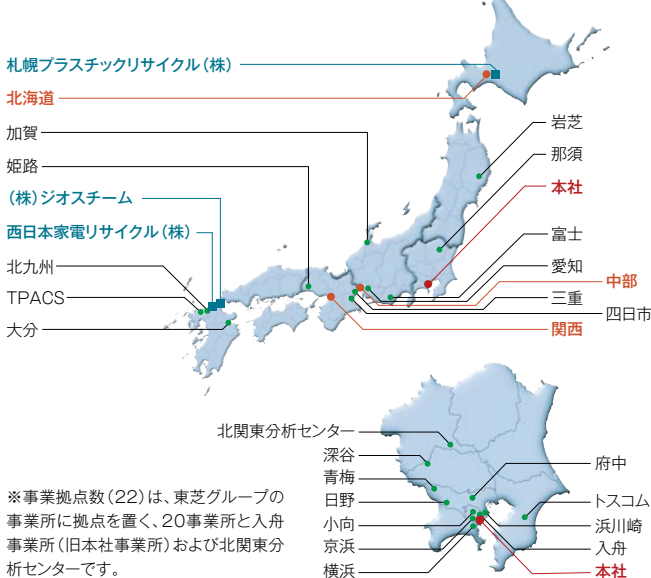 札幌プラスチックリサイクル(株)
北海道
加賀
姫路
(株)ジオスチーム
西日本家電リサイクル(株)
北九州
TPACS
大分
岩芝
那須
本社
富士
愛知
中部
三重
四日市
関西
北関東分析センター
深谷
青梅
日野
小向
京浜
横浜
府中
トスコム
浜川崎
入舟
本社
※事業拠点数(22)は、東芝グループの
事業所に拠点を置く、20事業所と入舟
事業所(旧本社事業所)および北関東分
析センターです。